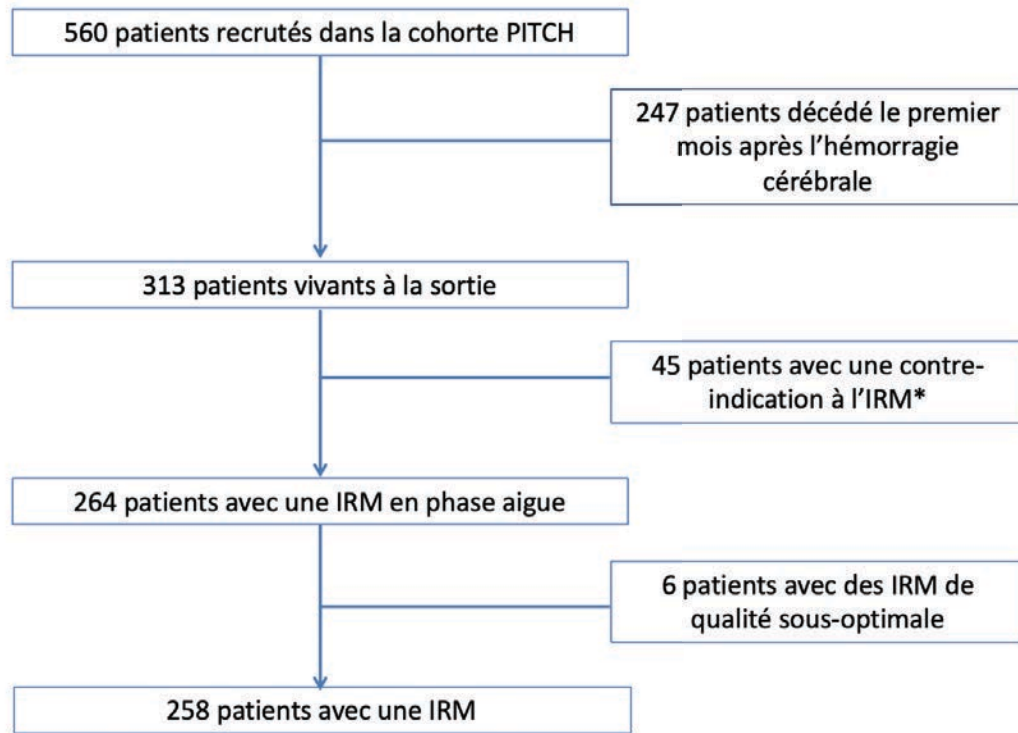 560 patients recrutés dans la cohorte PITCH
247 patients décédé le premier
mois après l'hémorragie
cérébrale
313 patients vivants à la sortie
45 patients avec une contre-
indication à l'IRM*
264 patients avec une IRM en phase aigue
6 patients avec des IRM de
qualité sous-optimale
258 patients avec une IRM